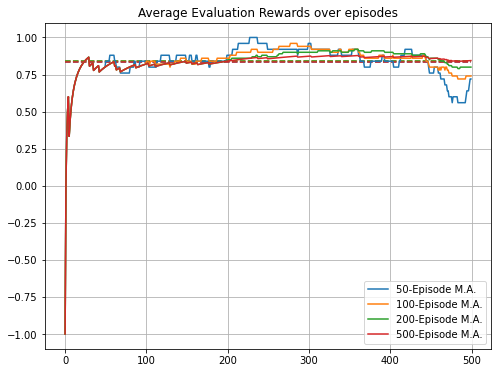 Average Evaluation Rewards over episodes
1.00
0.75
0.50
0.25
0.00
−0.25
−0.50
−0.75
−1.00
0 100 200 300 400 500
50-Episode M.A.
100-Episode M.A.
200-Episode M.A.
500-Episode M.A.